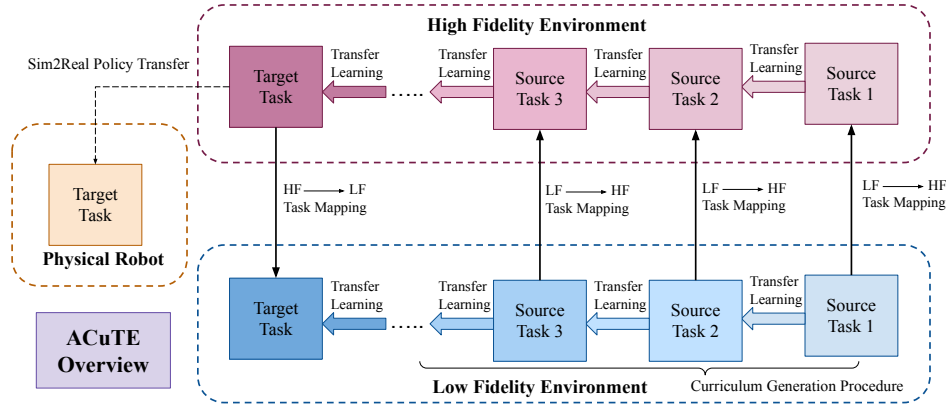 High Fidelity Environment
Sim2Real Policy Transfer
Target
Task
Transfer
Learning
.....
Transfer
Learning
Source
Task 3
Transfer
Learning
Source
Task 2
Transfer
Learning
Source
Task 1
Target
Task
Physical Robot
HF LF
Task Mapping
LF HF
Task Mapping
LF HF
Task Mapping
LF HF
Task Mapping
Target
Task
Transfer
Learning
.....
Transfer
Learning
Source
Task 3
Transfer
Learning
Source
Task 2
Transfer
Learning
Source
Task 1
ACuTE
Overview
Low Fidelity Environment
Curriculum Generation Procedure